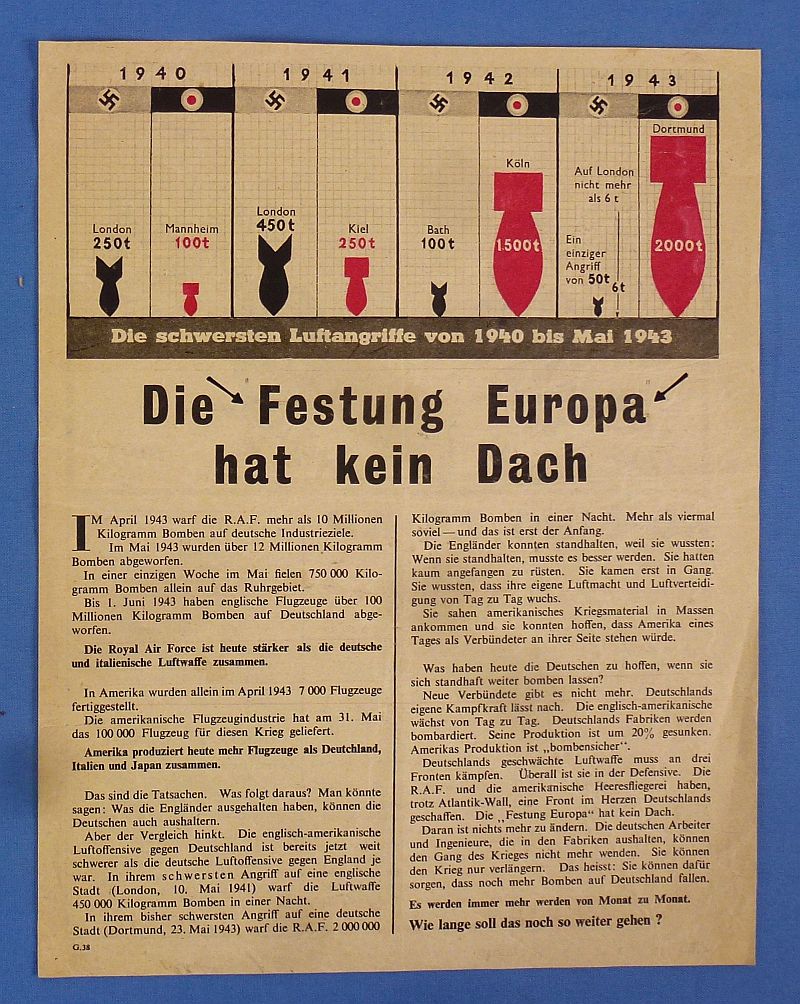 1940 1941 1942 1943
London
250t
Mannheim
100t
London
450t
Kiel
250t
Bath
100t
Köln
1.500t
Auf London
nicht mehr
als 6 t
Ein
einziger
Angriff
von 50t
6t
Dortmund
2000t
Die schwersten Luftangriffe von 1940 bis Mai 1943
Die "Festung Europa"
hat kein Dach
IM April 1943 warf die R.A.F. mehr als 10 Millionen
Kilogramm Bomben auf deutsche Industrieziele.
Im Mai 1943 wurden über 12 Millionen Kilogramm
Bomben abgeworfen.
In einer einzigen Woche im Mai fielen 750 000 Kilo-
gramm Bomben allein auf das Ruhrgebiet.
Bis 1. Juni 1943 haben englische Flugzeuge über 100
Millionen Kilogramm Bomben auf Deutschland abge-
worfen.
Die Royal Air Force ist heute stärker als die deutsche
und italienische Luftwaffe zusammen.
In Amerika wurden allein im April 1943 7 000 Flugzeuge
fertiggestellt.
Die amerikanische Flugzeugindustrie hat am 31. Mai
das 100 000 Flugzeug für diesen Krieg geliefert.
Amerika produziert heute mehr Flugzeuge als Deutchland,
Italien und Japan zusammen.
Das sind die Tatsachen. Was folgt daraus? Man könnte
sagen: Was die Engländer ausgehalten haben, können die
Deutschen auch aushaltern.
Aber der Vergleich hinkt. Die englisch-amerikanische
Luftoffensive gegen Deutschland ist bereits jetzt weit
schwerer als die deutsche Luftoffensive gegen England je
war. In ihrem schwersten Angriff auf eine englische
Stadt (London, 10. Mai 1941) warf die Luftwaffe
450 000 Kilogramm Bomben in einer Nacht.
In ihrem bisher schwersten Angriff auf eine deutsche
Stadt (Dortmund, 23. Mai 1943) warf die R.A.F. 2 000 000
G.38
Kilogramm Bomben in einer Nacht. Mehr als viermal
soviel — und das ist erst der Anfang.
Die Engländer konnten standhalten, weil sie wussten:
Wenn sie standhalten, musste es besser werden. Sie hatten
kaum angefangen zu rüsten. Sie kamen erst in Gang.
Sie wussten, dass ihre eigene Luftmacht und Luftverteidi-
gung von Tag zu Tag wuchs.
Sie sahen amerikanisches Kriegsmaterial in Massen
ankommen und sie konnten hoffen, dass Amerika eines
Tages als Verbündeter an ihrer Seite stehen würde.
Was haben heute die Deutschen zu hoffen, wenn sie
sich standhaft weiter bomben lassen?
Neue Verbündete gibt es nicht mehr. Deutschlands
eigene Kampfkraft lässt nach. Die englisch-amerikanische
wächst von Tag zu Tag. Deutschlands Fabriken werden
bombardiert. Seine Produktion ist um 20% gesunken.
Amerikas Produktion ist „bombensicher".
Deutschlands geschwächte Luftwaffe muss an drei
Fronten kämpfen. Überall ist sie in der Defensive. Die
R.A.F. und die amerikanische Heeresfliegerei haben,
trotz Atlantik-Wall, eine Front im Herzen Deutschlands
geschaffen. Die „Festung Europa" hat kein Dach.
Daran ist nichts mehr zu ändern. Die deutschen Arbeiter
und Ingenieure, die in den Fabriken aushalten, können
den Gang des Krieges nicht mehr wenden. Sie können
den Krieg nur verlängern. Das heisst: Sie können dafür
sorgen, dass noch mehr Bomben auf Deutschland fallen.
Es werden immer mehr werden von Monat zu Monat.
Wie lange soll das noch so weiter gehen ?